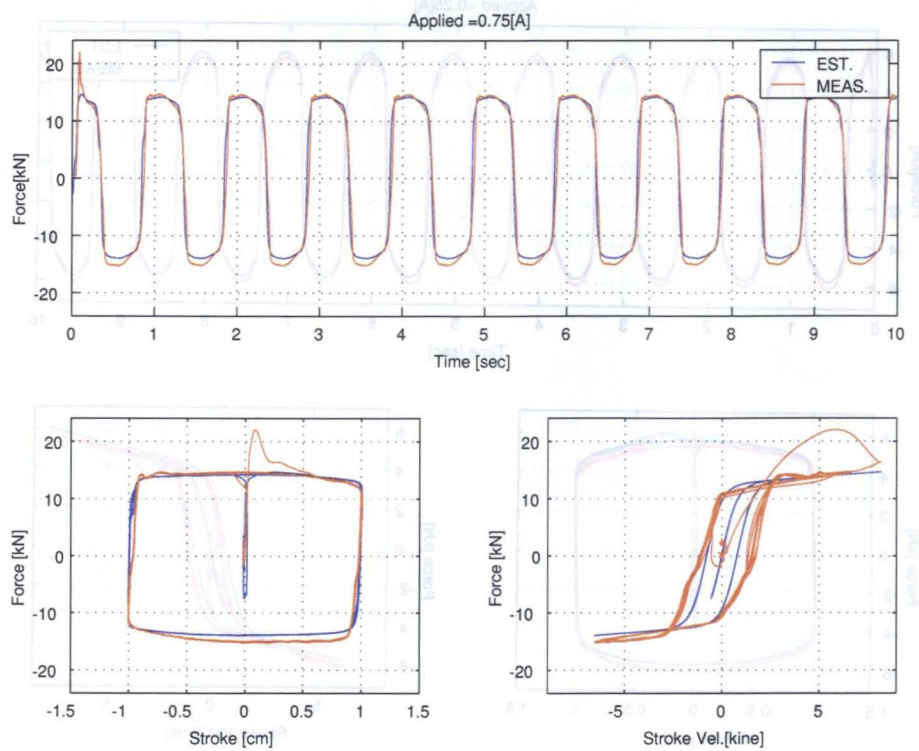 Applied =0.75[A]
20
10
0
-10
-20
Force[kN]
EST.
MEAS.
0 1 2 3 4 5 6 7 8 9 10
Time [sec]
20
10
0
-10
-20
Force [kN]
-1.5 -1 -0.5 0 0.5 1 1.5
Stroke [cm]
20
10
0
-10
-20
Force [kN]
-5 0 5
Stroke Vel.[kine]